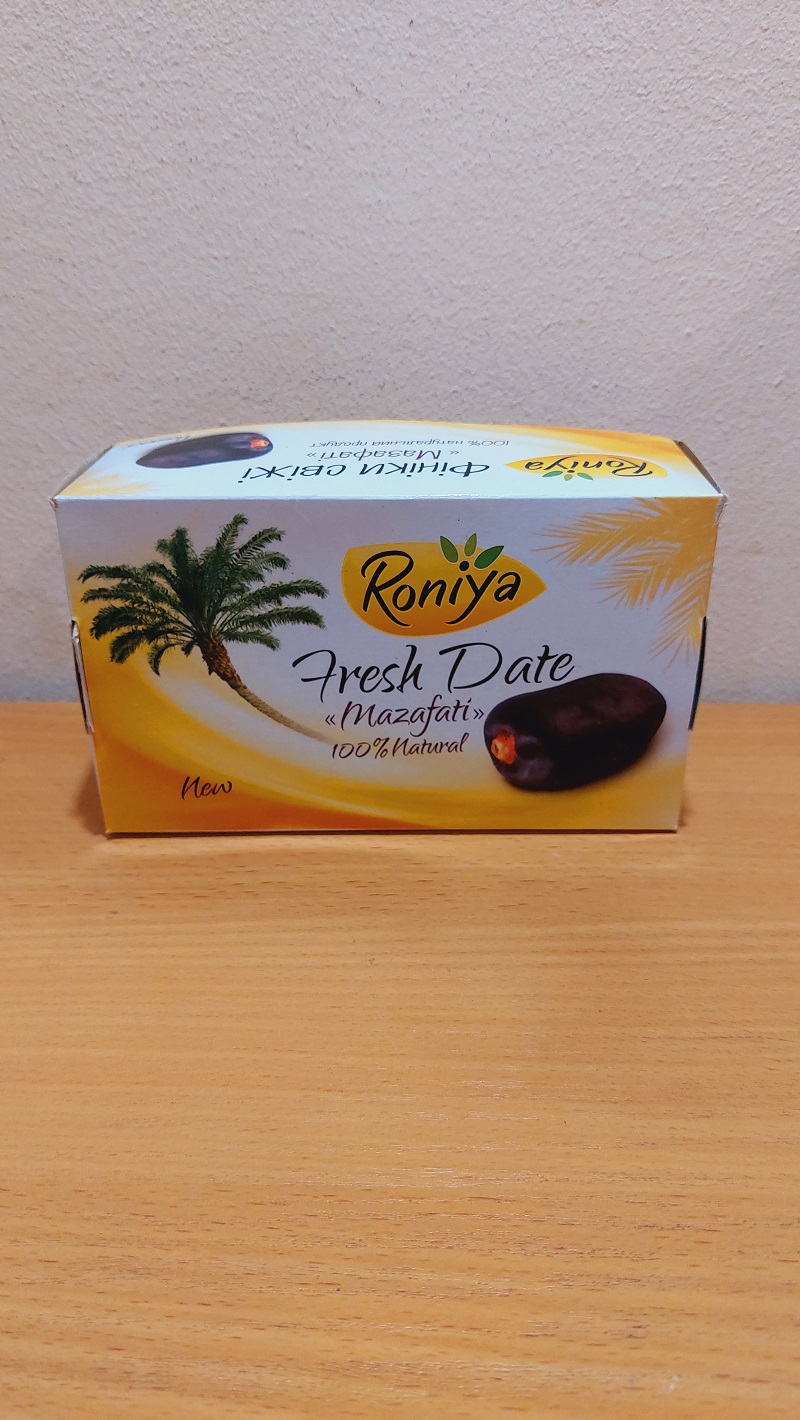 Roniya
Фініки свіжі
« Мазафаті »
100% натуральний продукт
Roniya
Fresh Date
«Mazafati»
100% Natural
New